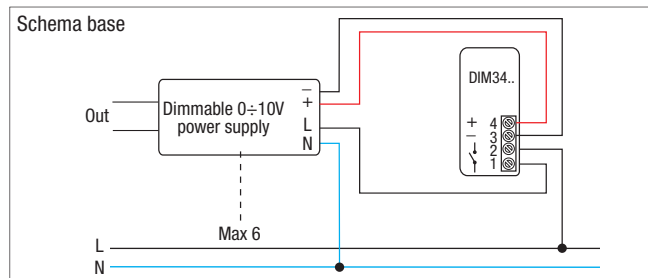 Schema base
DIM34..
Out
Dimmable 0÷10V
power supply
–
+
L
N
+
–
4
3
2
1
Max 6
L
N